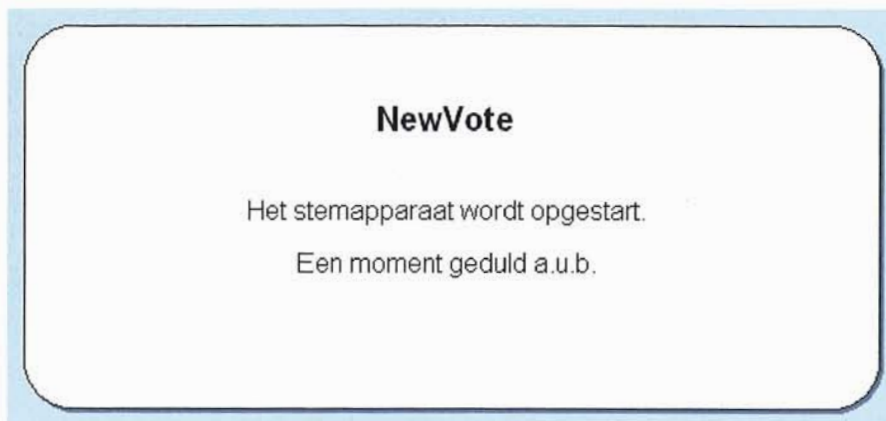 NewVote
Het stemapparaat wordt opgestart.
Een moment geduld a.u.b.